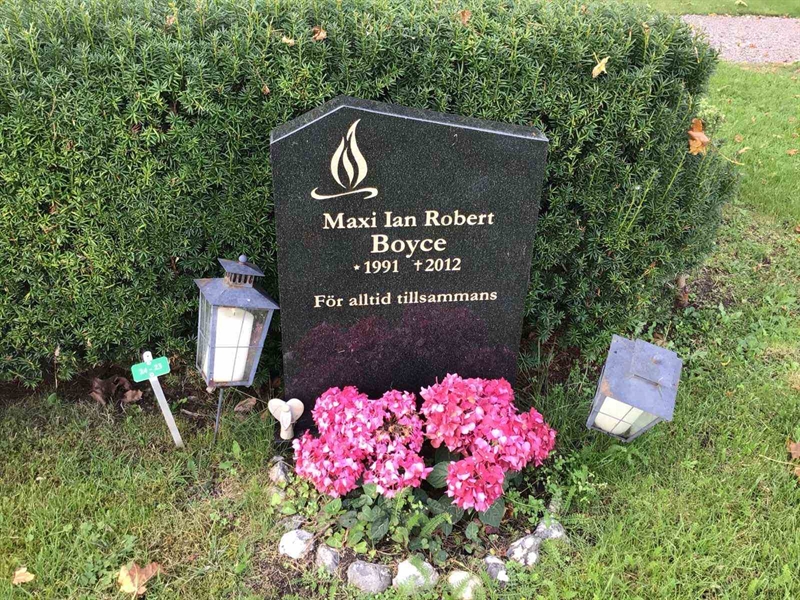 Maxi Ian Robert
Boyce
* 1991 † 2012
För alltid tillsammans